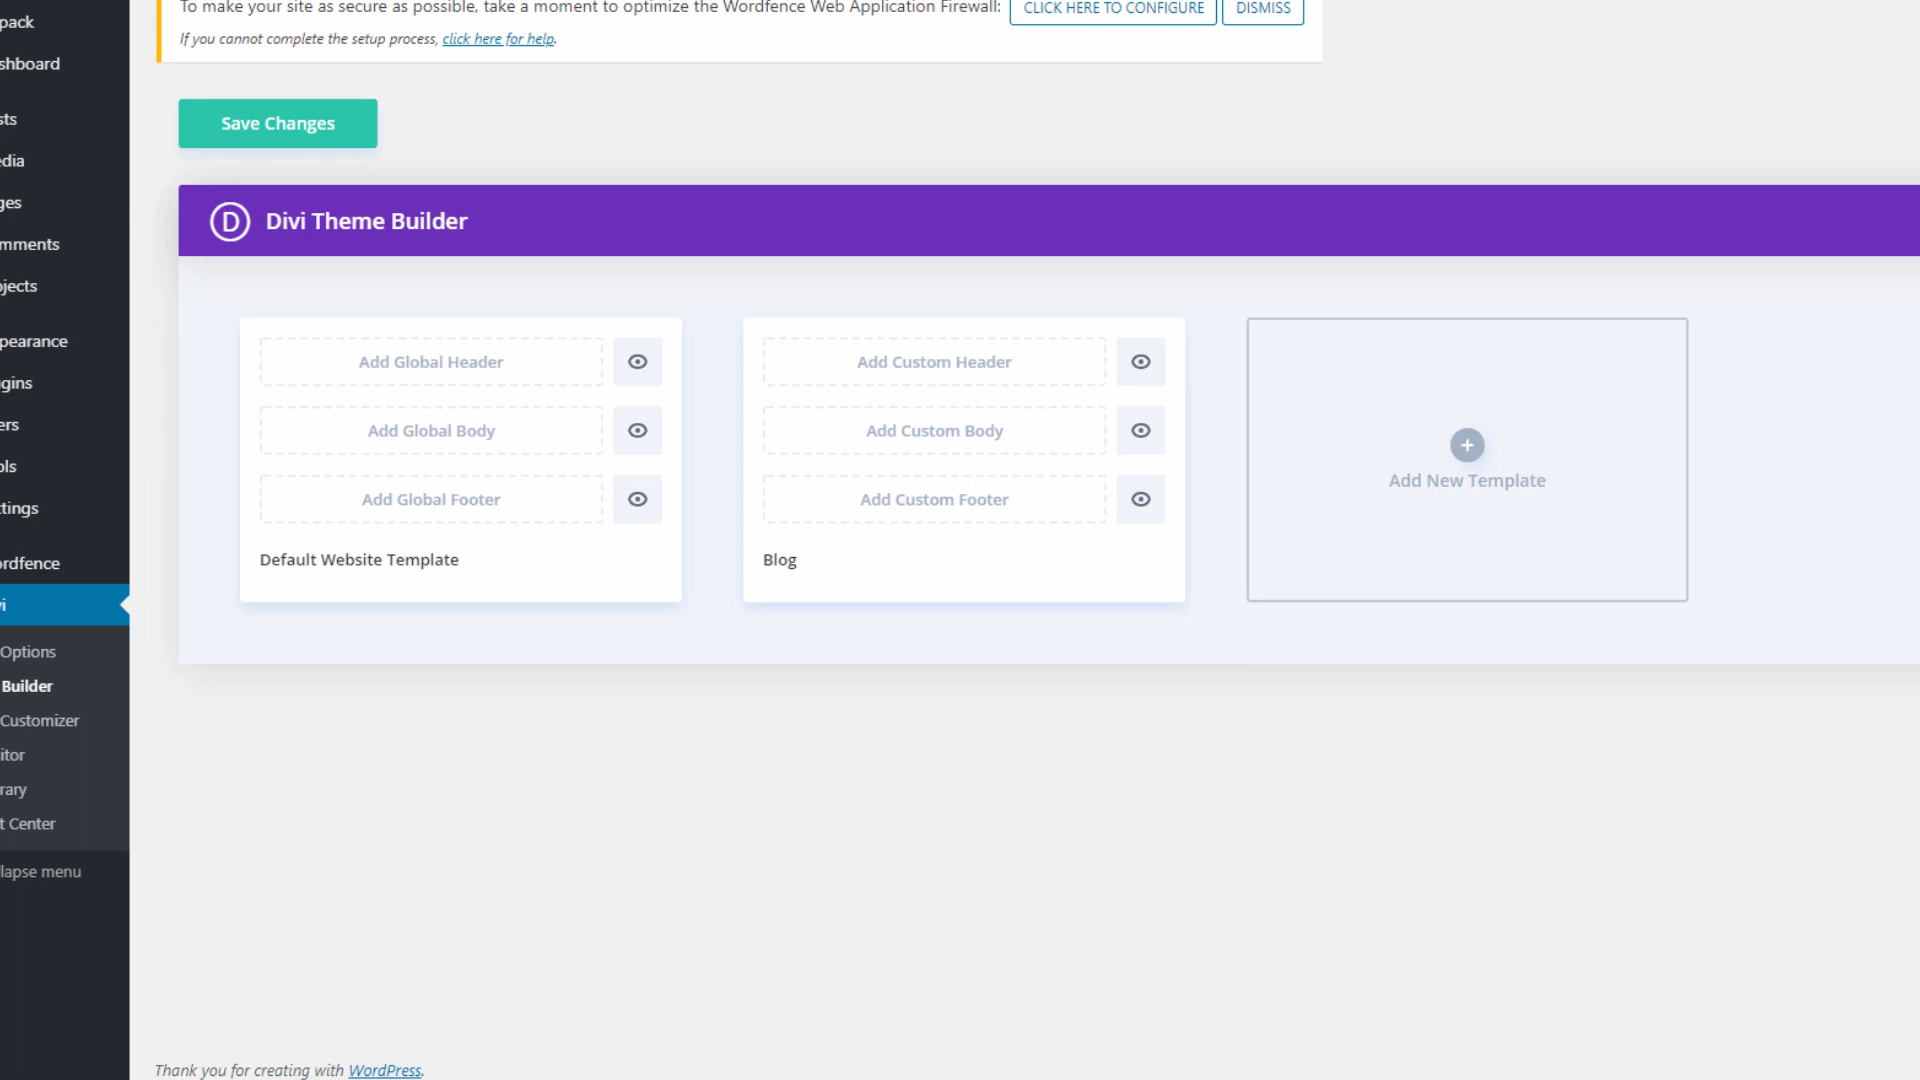 To make your site as secure as possible, take a moment to optimize the Wordfence Web Application Firewall: CLICK HERE TO CONFIGURE DISMISS
If you cannot complete the setup process, click here for help.
pack
shboard
sts
edia
ges
mments
ojects
pearance
gins
ers
ols
ttings
ordfence
vi
Options
Builder
Customizer
itor
rary
t Center
llapse menu
Save Changes
D Divi Theme Builder
Add Global Header
Add Global Body
Add Global Footer
Default Website Template
Add Custom Header
Add Custom Body
Add Custom Footer
Blog
Add New Template
Thank you for creating with WordPress.